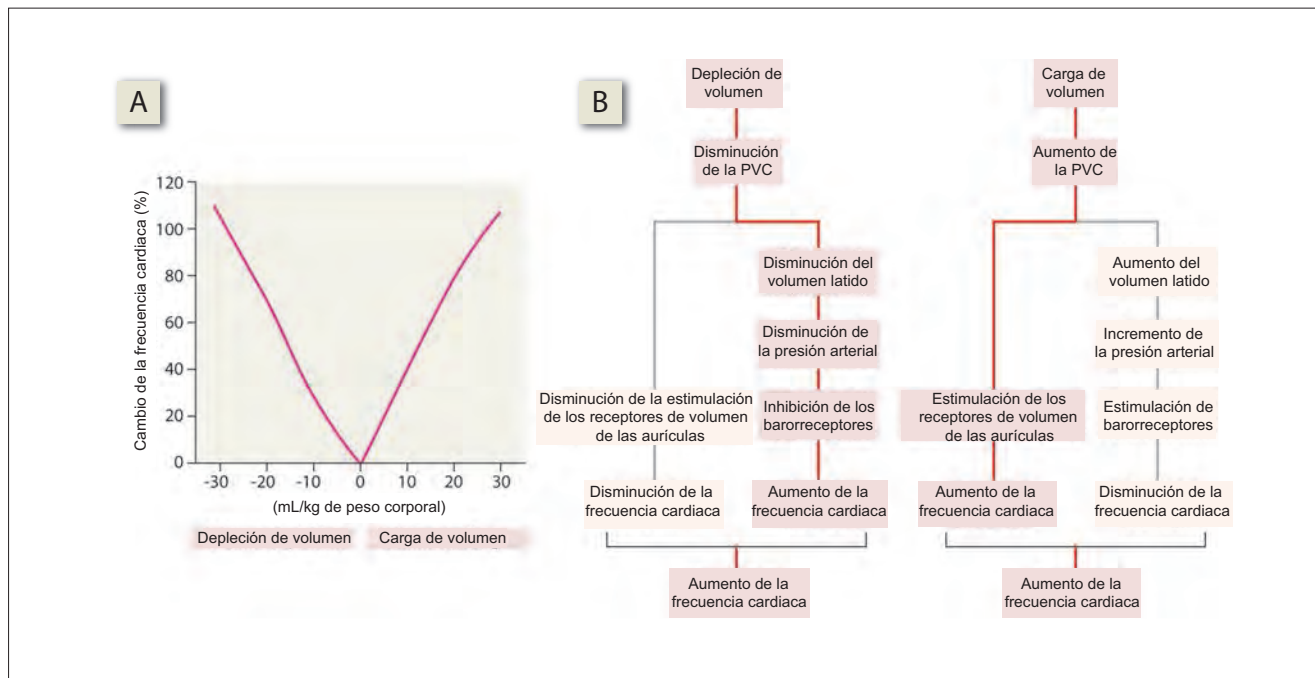 A
Cambio de la frecuencia cardiaca (%)
120
100
80
60
40
20
0
-30 -20 -10 0 10 20 30
(mL/kg de peso corporal)
Depleción de volumen
Carga de volumen
B
Depleción de
volumen
Disminución
de la PVC
Disminución del
volumen latido
Disminución de
la presión arterial
Disminución de la estimulación
de los receptores de volumen
de las aurículas
Inhibición de los
barorreceptores
Disminución de la
frecuencia cardiaca
Aumento de la
frecuencia cardiaca
Aumento de la
frecuencia cardiaca
Carga de
volumen
Aumento de
la PVC
Aumento del
volumen latido
Incremento de
la presión arterial
Estimulación de los
receptores de volumen
de las aurículas
Estimulación de
barorreceptores
Aumento de la
frecuencia cardiaca
Disminución de la
frecuencia cardiaca
Aumento de la
frecuencia cardiaca